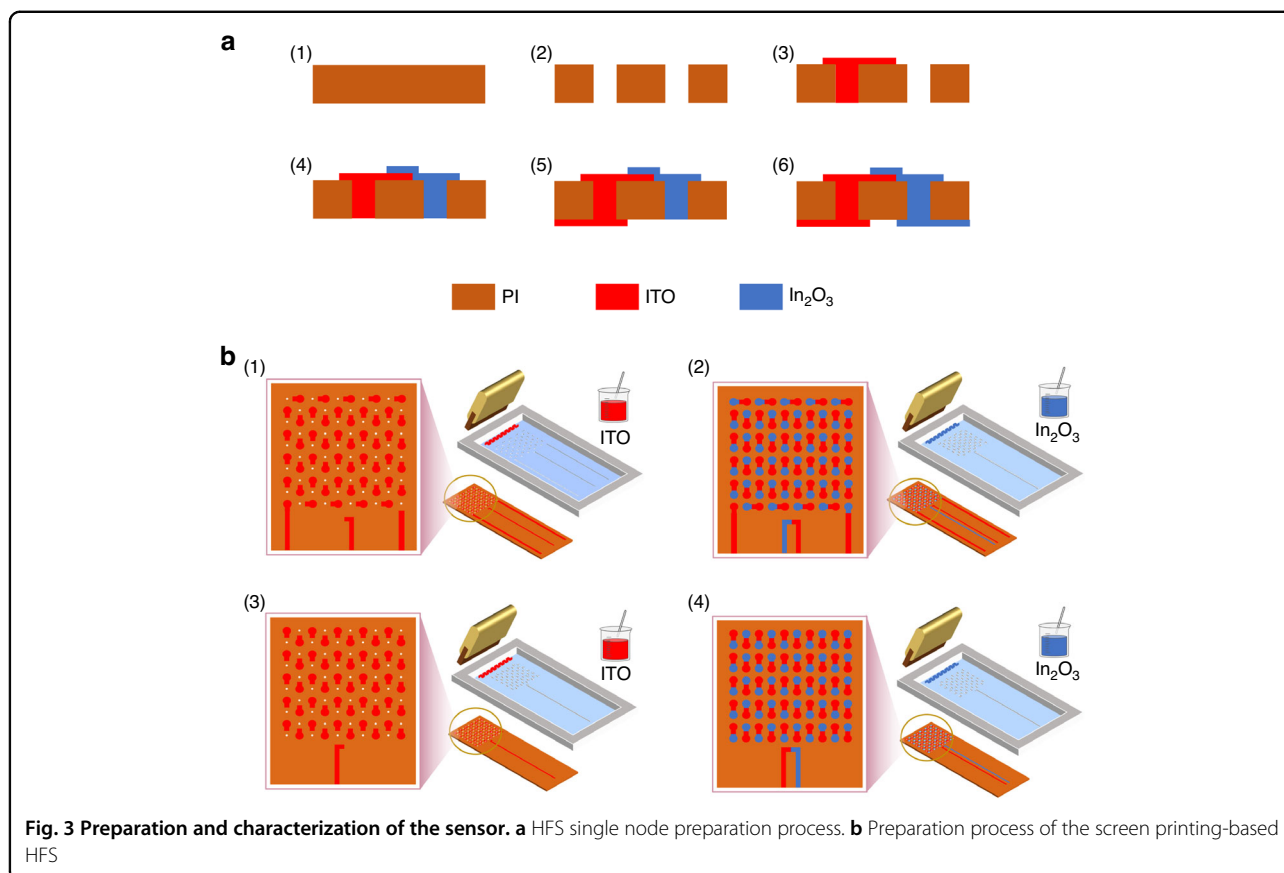 a
(1)
(2)
(3)
(4)
(5)
(6)
PI
ITO
In₂O₃
b
(1)
ITO
(2)
In₂O₃
(3)
ITO
(4)
In₂O₃
Fig. 3 Preparation and characterization of the sensor. a HFS single node preparation process. b Preparation process of the screen printing-based
HFS